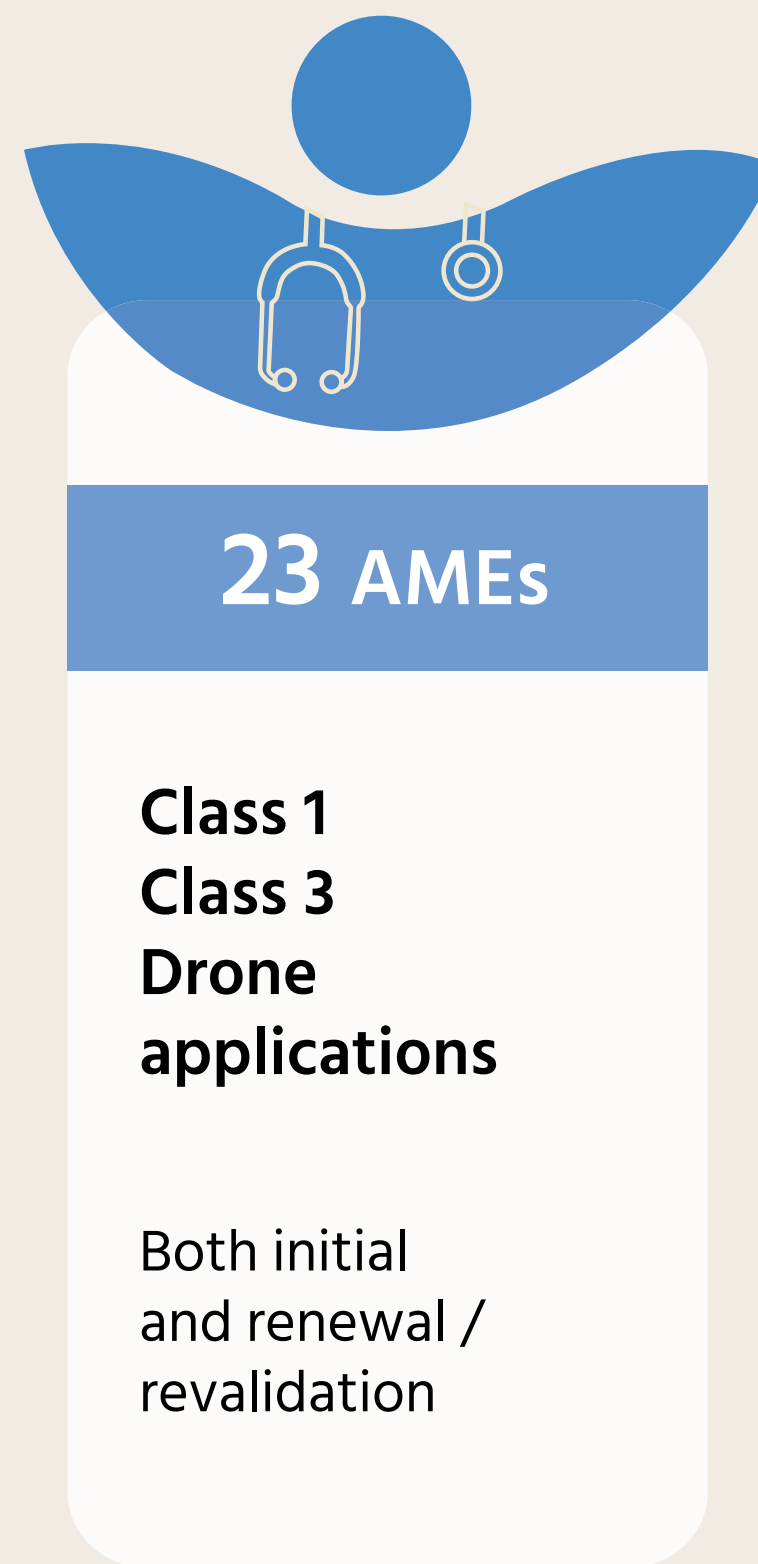 23 AMEs
Class 1
Class 3
Drone
applications
Both initial
and renewal /
revalidation